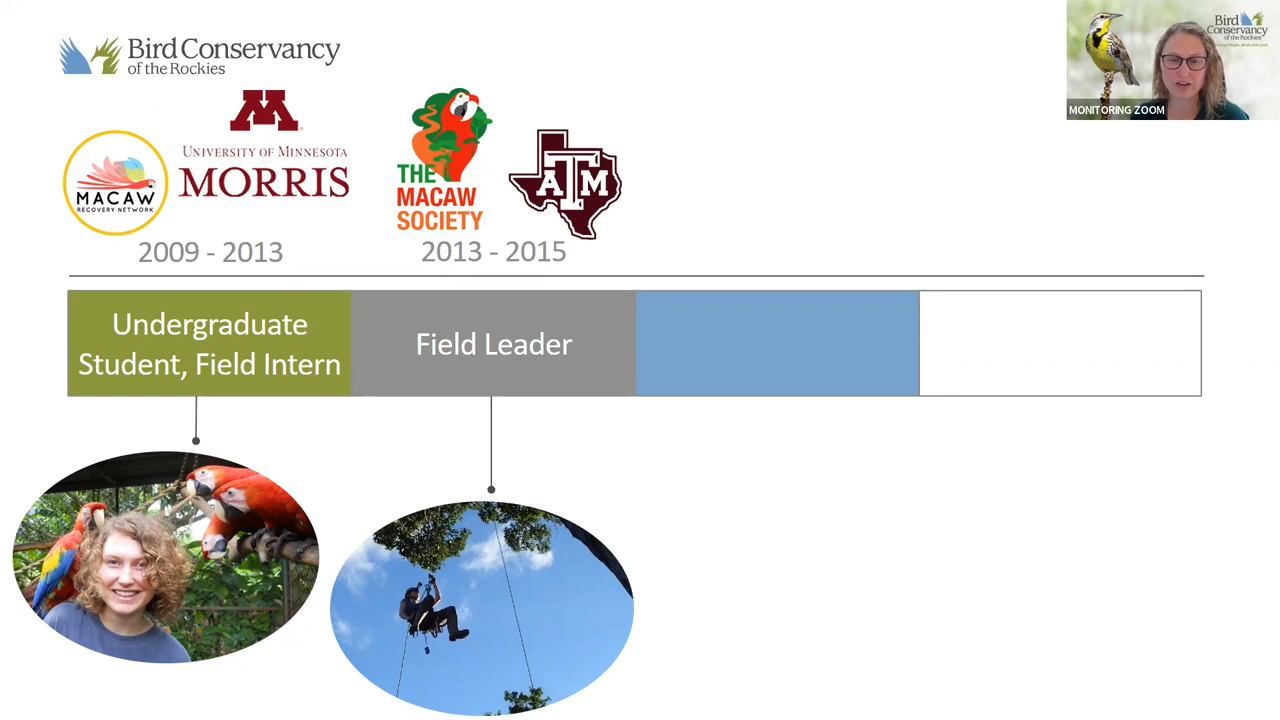 Bird Conservancy
of the Rockies
MACAW
RECOVERY NETWORK
M
UNIVERSITY OF MINNESOTA
MORRIS
2009 - 2013
THE
MACAW
SOCIETY
ATM
2013 - 2015
Undergraduate
Student, Field Intern
Field Leader
Bird Conservancy
of the Rockies
MONITORING ZOOM